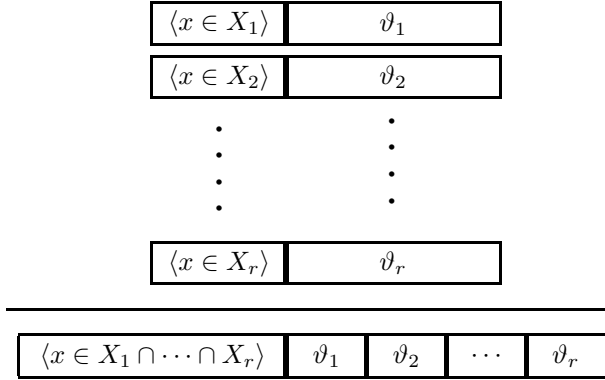 ⟨x ∈ X₁⟩ ϑ₁
⟨x ∈ X₂⟩ ϑ₂
⟨x ∈ Xᵣ⟩ ϑᵣ
⟨x ∈ X₁ ∩ ⋯ ∩ Xᵣ⟩ ϑ₁ ϑ₂ ⋯ ϑᵣ